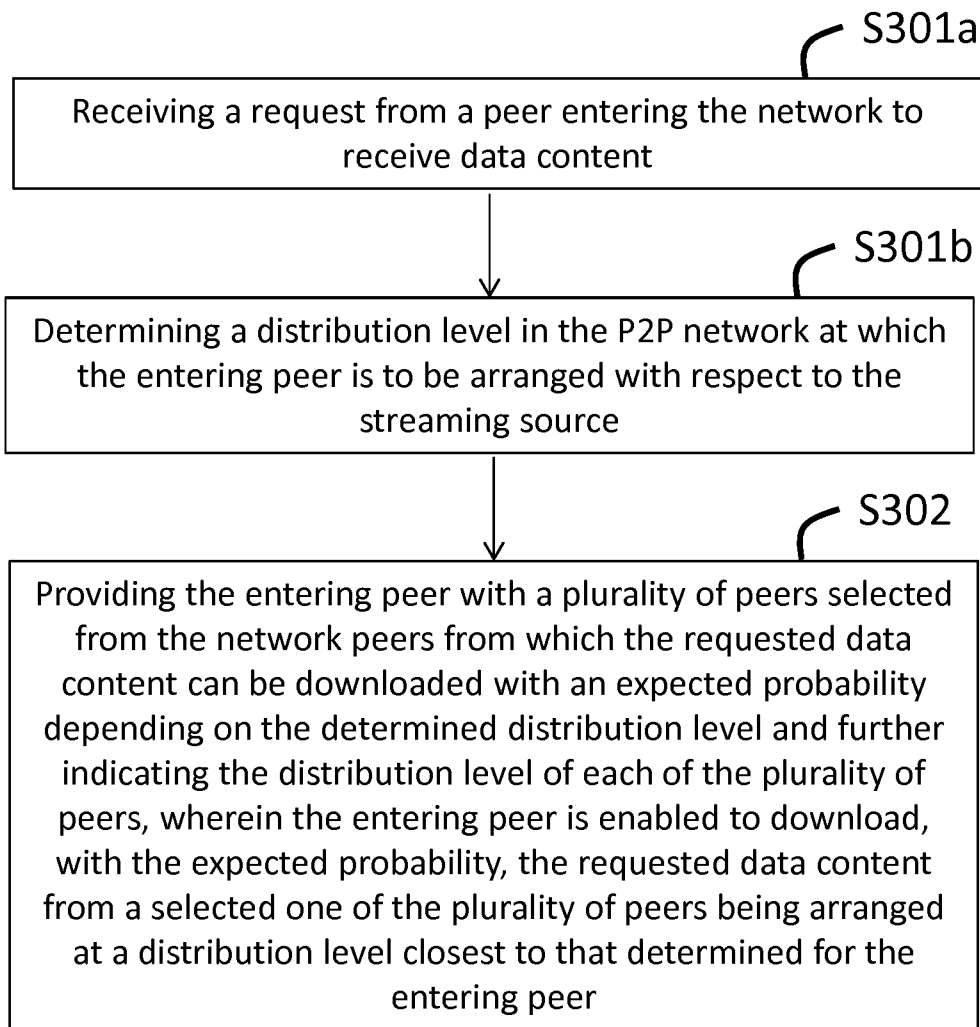 S301a
Receiving a request from a peer entering the network to
receive data content
S301b
Determining a distribution level in the P2P network at which
the entering peer is to be arranged with respect to the
streaming source
S302
Providing the entering peer with a plurality of peers selected
from the network peers from which the requested data
content can be downloaded with an expected probability
depending on the determined distribution level and further
indicating the distribution level of each of the plurality of
peers, wherein the entering peer is enabled to download,
with the expected probability, the requested data content
from a selected one of the plurality of peers being arranged
at a distribution level closest to that determined for the
entering peer